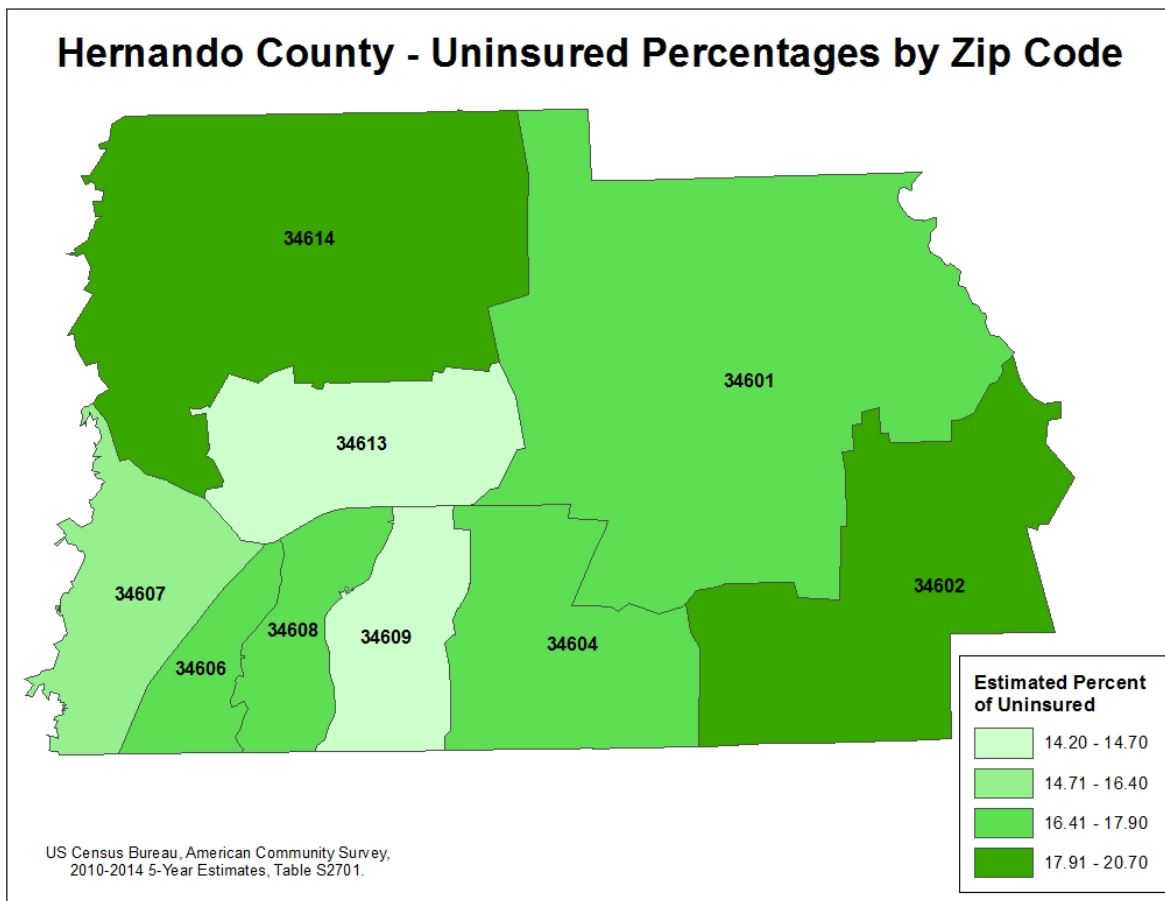 Hernando County - Uninsured Percentages by Zip Code
34614
34601
34613
34602
34607
34608
34609
34604
34606
Estimated Percent
of Uninsured
14.20 - 14.70
14.71 - 16.40
16.41 - 17.90
17.91 - 20.70
US Census Bureau, American Community Survey,
2010-2014 5-Year Estimates, Table S2701.